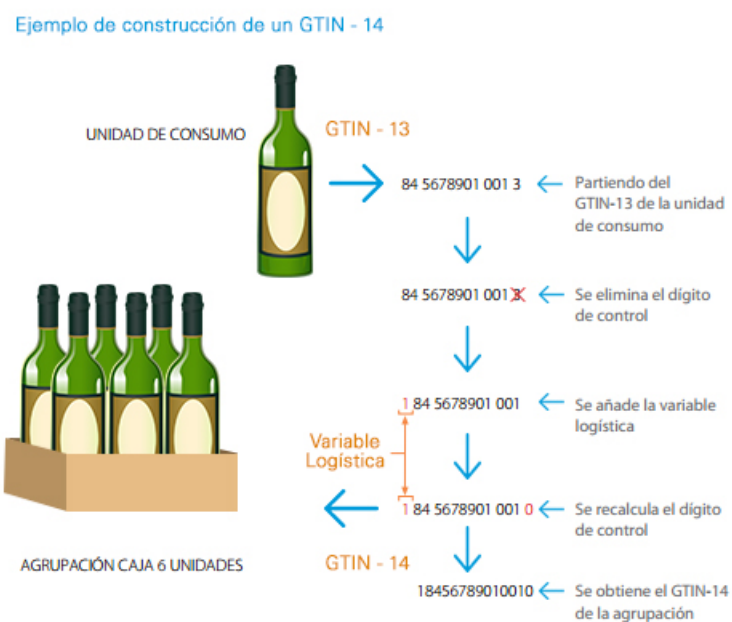 Ejemplo de construcción de un GTIN - 14
UNIDAD DE CONSUMO
GTIN - 13
84 5678901 001 3
Partiendo del
GTIN-13 de la unidad
de consumo
84 5678901 001 3
Se elimina el dígito
de control
1 84 5678901 001
Se añade la variable
logística
Variable
Logística
1 84 5678901 001 0
Se recalcula el dígito
de control
AGRUPACIÓN CAJA 6 UNIDADES
GTIN - 14
18456789010010
Se obtiene el GTIN-14
de la agrupación